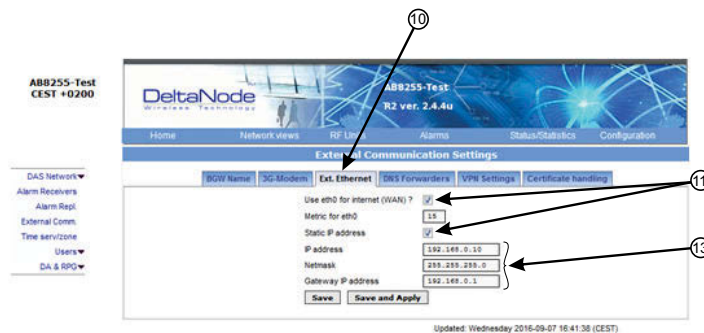 10
AB8255-Test
CEST +0200
DeltaNode
Wireless Technology
AB8255-Test
R2 ver. 2.4.4u
Home Network views RF Units Alarms Status/Statistics Configuration
External Communication Settings
BGW Name 3G-Modem Ext. Ethernet DNS Forwarders VPN Settings Certificate handling
DAS Network
Alarm Receivers
Alarm Repl.
External Comm.
Time serv/zone
Users
DA & RPG
Use eth0 for internet (WAN) ?
11
Metric for eth0 15
Static IP address
IP address 192.168.0.10
Netmask 255.255.255.0
13
Gateway IP address 192.168.0.1
Save Save and Apply
Updated: Wednesday 2016-09-07 16:41:38 (CEST)